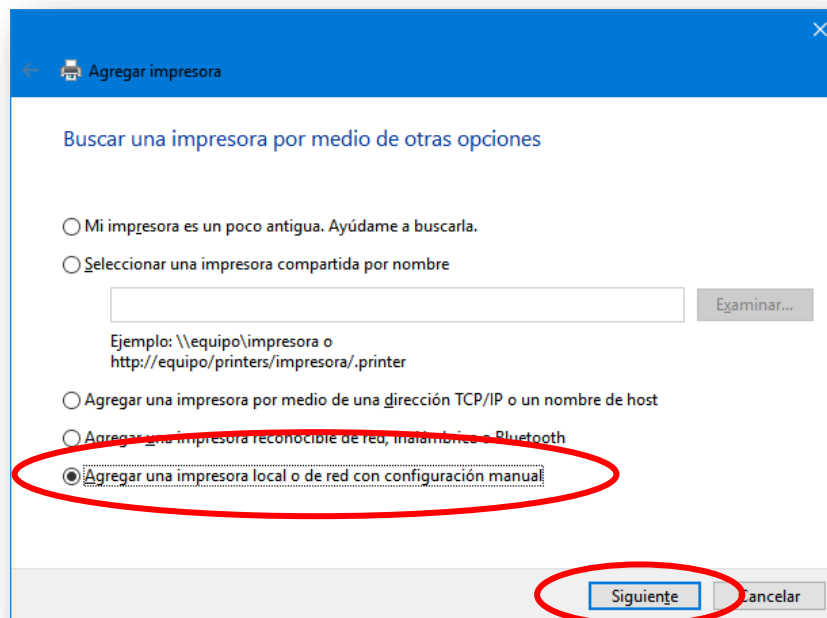 Agregar impresora
Buscar una impresora por medio de otras opciones
Mi impresora es un poco antigua. Ayúdame a buscarla.
Seleccionar una impresora compartida por nombre
Examinar...
Ejemplo: \\equipo\impresora o
http://equipo/printers/impresora/.printer
Agregar una impresora por medio de una dirección TCP/IP o un nombre de host
Agregar una impresora reconocible de red, inalámbrica o Bluetooth
Agregar una impresora local o de red con configuración manual
Siguiente Cancelar